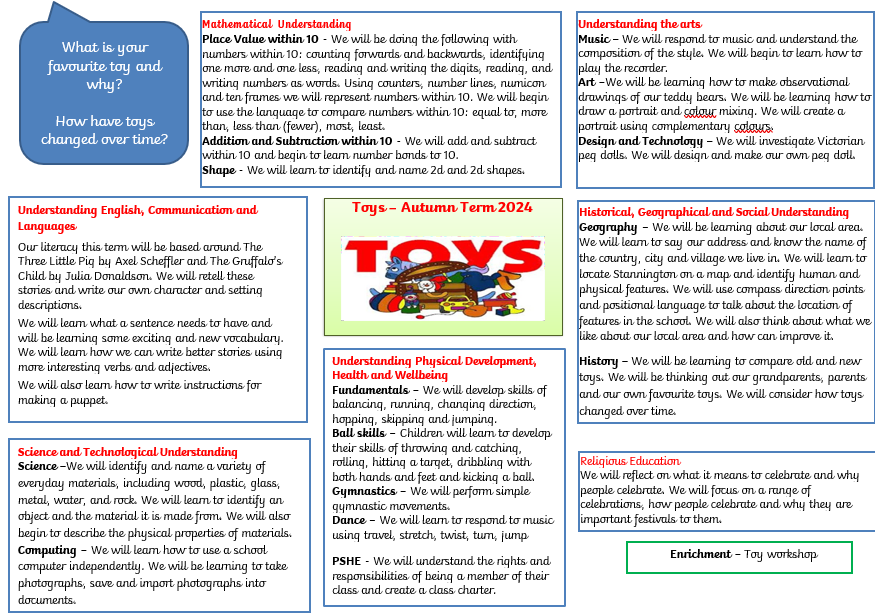 What is your
favourite toy and
why?
How have toys
changed over time?
Mathematical Understanding
Place Value within 10 - We will be doing the following with
numbers within 10: counting forwards and backwards, identifying
one more and one less, reading and writing the digits, reading, and
writing numbers as words. Using counters, number lines, numicon
and ten frames we will represent numbers within 10. We will begin
to use the language to compare numbers within 10: equal to, more
than, less than (fewer), most, least.
Addition and Subtraction within 10 - We will add and subtract
within 10 and begin to learn number bonds to 10.
Shape - We will learn to identify and name 2d and 2d shapes.
Understanding the arts
Music – We will respond to music and understand the
composition of the style. We will begin to learn how to
play the recorder.
Art –We will be learning how to make observational
drawings of our teddy bears. We will be learning how to
draw a portrait and colour mixing. We will create a
portrait using complementary colours.
Design and Technology – We will investigate Victorian
peg dolls. We will design and make our own peg doll.
Understanding English, Communication and
Languages
Our literacy this term will be based around The
Three Little Pig by Axel Scheffler and The Gruffalo's
Child by Julia Donaldson. We will retell these
stories and write our own character and setting
descriptions.
We will learn what a sentence needs to have and
will be learning some exciting and new vocabulary.
We will learn how we can write better stories using
more interesting verbs and adjectives.
We will also learn how to write instructions for
making a puppet.
Toys – Autumn Term 2024
TOYS
Historical, Geographical and Social Understanding
Geography – We will be learning about our local area.
We will learn to say our address and know the name of
the country, city and village we live in. We will learn to
locate Stannington on a map and identify human and
physical features. We will use compass direction points
and positional language to talk about the location of
features in the school. We will also think about what we
like about our local area and how can improve it.
History – We will be learning to compare old and new
toys. We will be thinking out our grandparents, parents
and our own favourite toys. We will consider how toys
changed over time.
Understanding Physical Development,
Health and Wellbeing
Fundamentals – We will develop skills of
balancing, running, changing direction,
hopping, skipping and jumping.
Ball skills – Children will learn to develop
their skills of throwing and catching,
rolling, hitting a target, dribbling with
both hands and feet and kicking a ball.
Gymnastics – We will perform simple
gymnastic movements.
Dance – We will learn to respond to music
using travel, stretch, twist, turn, jump
PSHE - We will understand the rights and
responsibilities of being a member of their
class and create a class charter.
Science and Technological Understanding
Science –We will identify and name a variety of
everyday materials, including wood, plastic, glass,
metal, water, and rock. We will learn to identify an
object and the material it is made from. We will also
begin to describe the physical properties of materials.
Computing – We will learn how to use a school
computer independently. We will be learning to take
photographs, save and import photographs into
documents.
Religious Education
We will reflect on what it means to celebrate and why
people celebrate. We will focus on a range of
celebrations, how people celebrate and why they are
important festivals to them.
Enrichment – Toy workshop